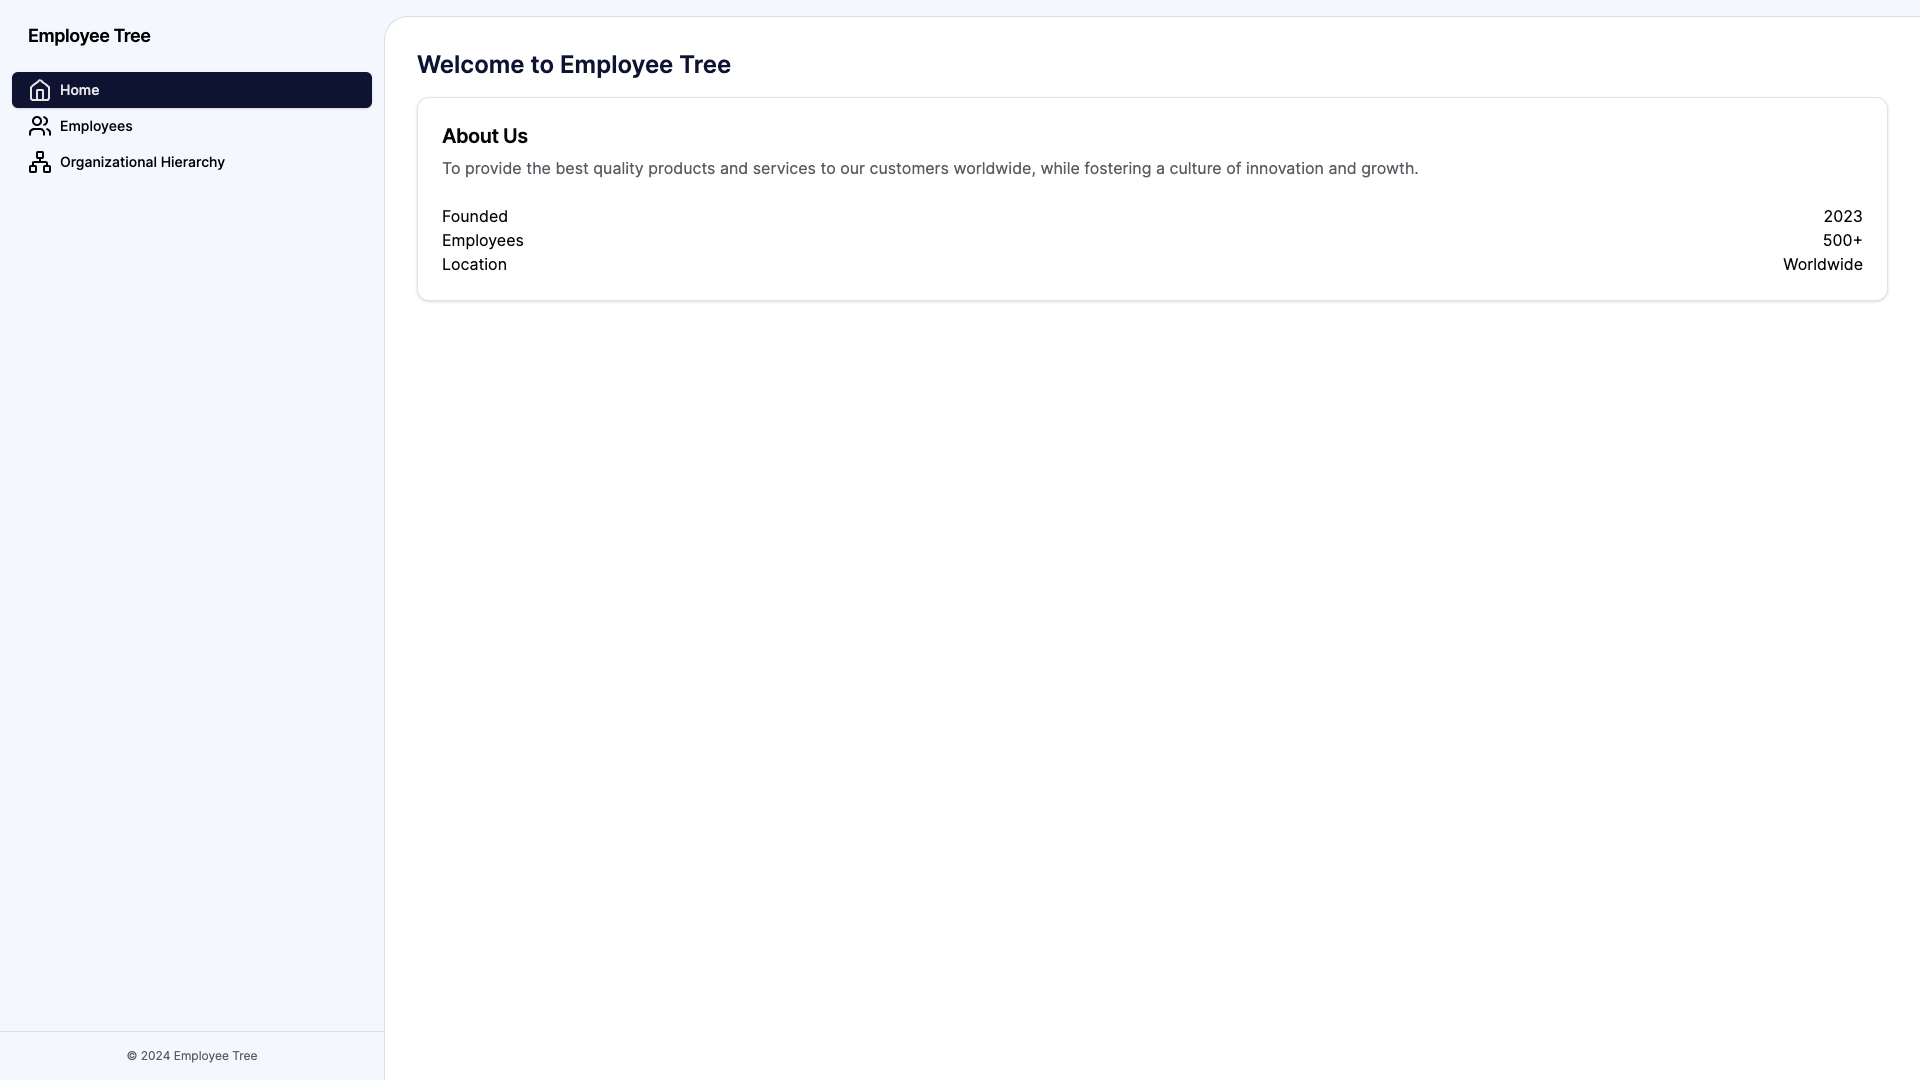 Employee Tree
Home
Employees
Organizational Hierarchy
Welcome to Employee Tree
About Us
To provide the best quality products and services to our customers worldwide, while fostering a culture of innovation and growth.
Founded 2023
Employees 500+
Location Worldwide
© 2024 Employee Tree